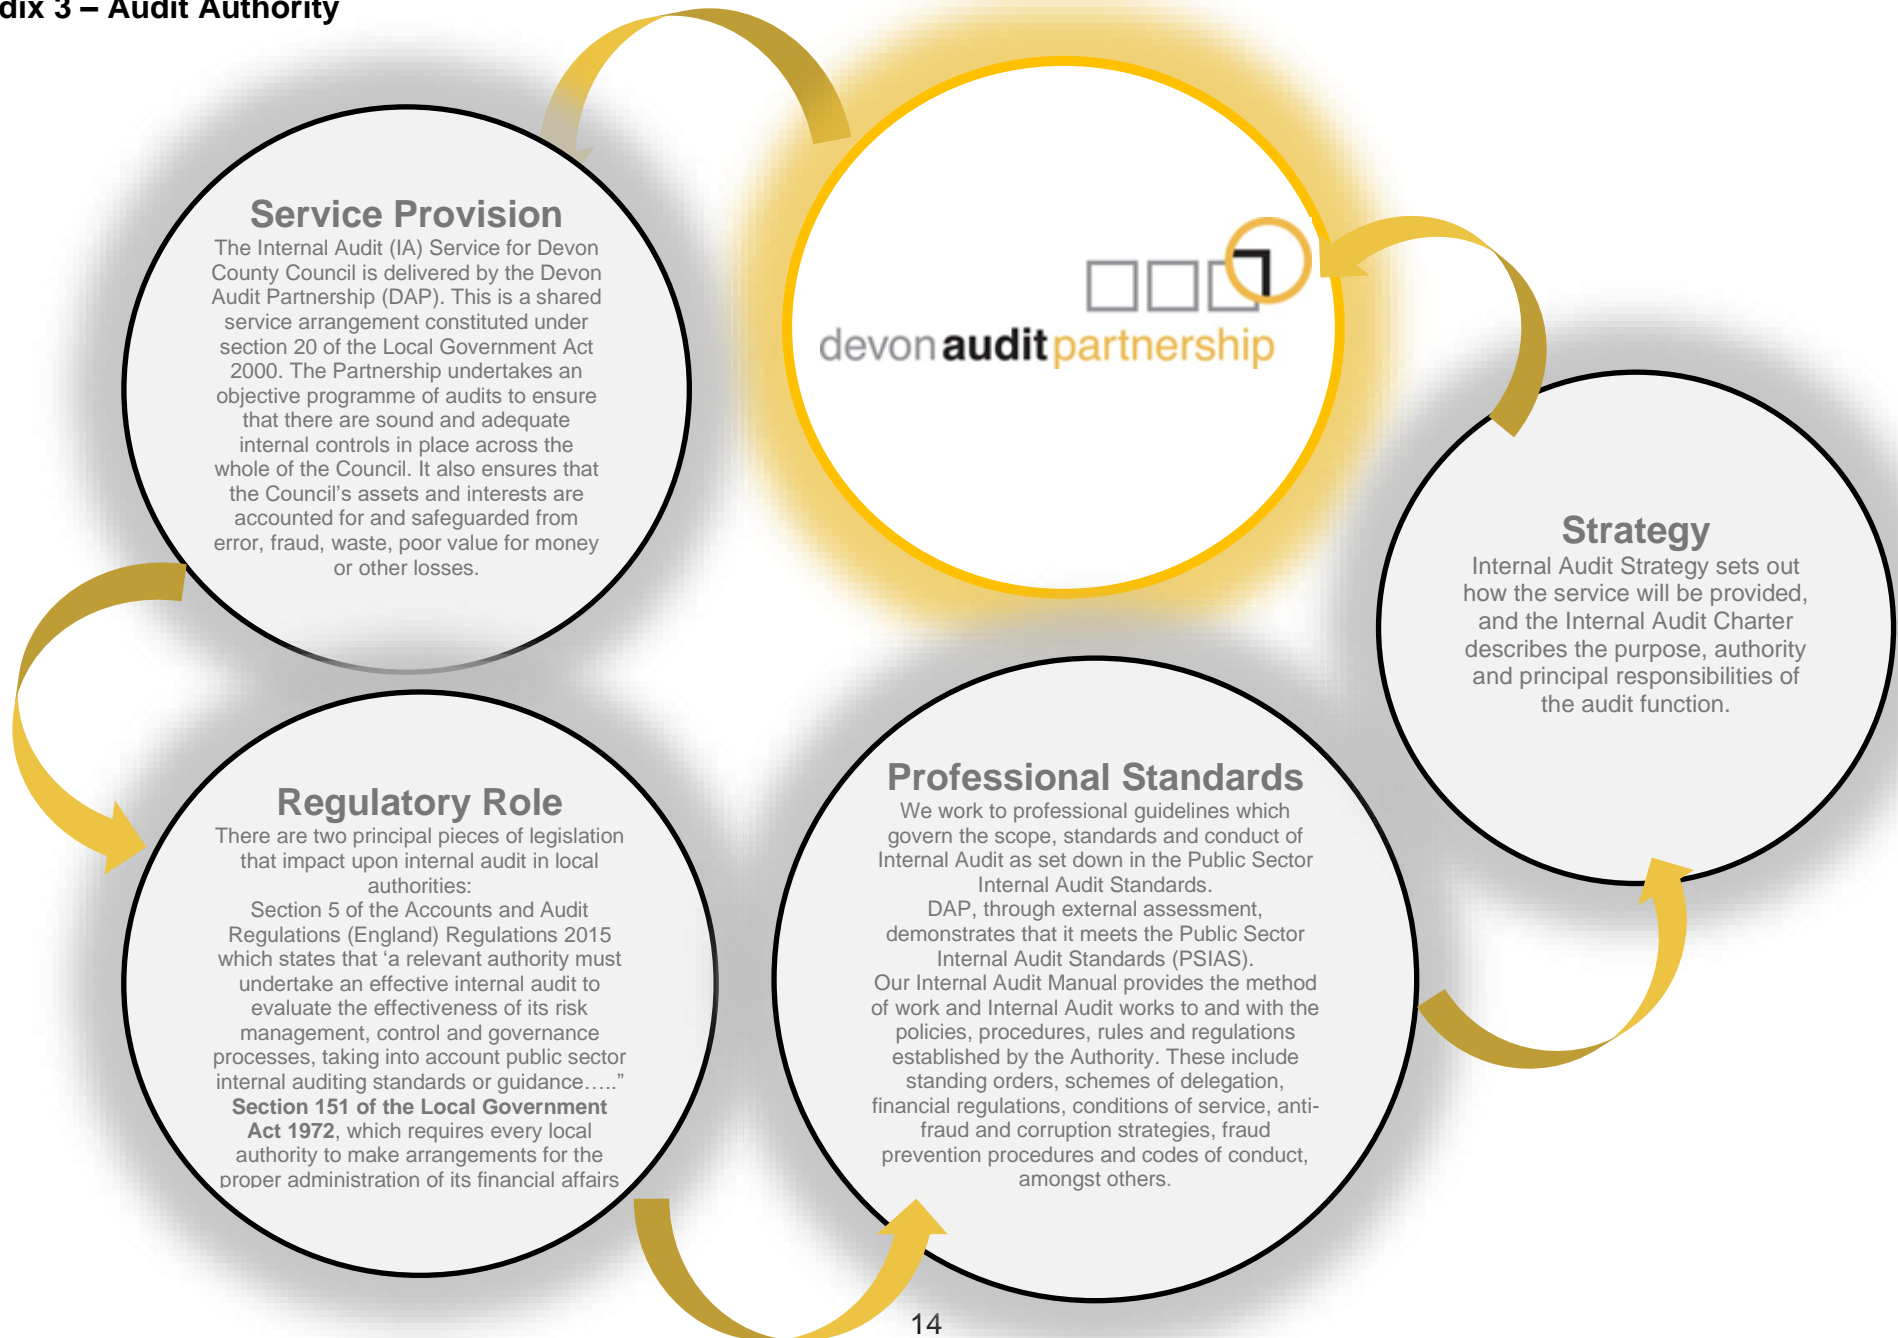 dix 3 – Audit Authority
Service Provision
The Internal Audit (IA) Service for Devon
County Council is delivered by the Devon
Audit Partnership (DAP). This is a shared
service arrangement constituted under
section 20 of the Local Government Act
2000. The Partnership undertakes an
objective programme of audits to ensure
that there are sound and adequate
internal controls in place across the
whole of the Council. It also ensures that
the Council’s assets and interests are
accounted for and safeguarded from
error, fraud, waste, poor value for money
or other losses.
devonauditpartnership
Strategy
Internal Audit Strategy sets out
how the service will be provided,
and the Internal Audit Charter
describes the purpose, authority
and principal responsibilities of
the audit function.
Regulatory Role
There are two principal pieces of legislation
that impact upon internal audit in local
authorities:
Section 5 of the Accounts and Audit
Regulations (England) Regulations 2015
which states that ‘a relevant authority must
undertake an effective internal audit to
evaluate the effectiveness of its risk
management, control and governance
processes, taking into account public sector
internal auditing standards or guidance…..”
Section 151 of the Local Government
Act 1972, which requires every local
authority to make arrangements for the
proper administration of its financial affairs
Professional Standards
We work to professional guidelines which
govern the scope, standards and conduct of
Internal Audit as set down in the Public Sector
Internal Audit Standards.
DAP, through external assessment,
demonstrates that it meets the Public Sector
Internal Audit Standards (PSIAS).
Our Internal Audit Manual provides the method
of work and Internal Audit works to and with the
policies, procedures, rules and regulations
established by the Authority. These include
standing orders, schemes of delegation,
financial regulations, conditions of service, anti-
fraud and corruption strategies, fraud
prevention procedures and codes of conduct,
amongst others.
14